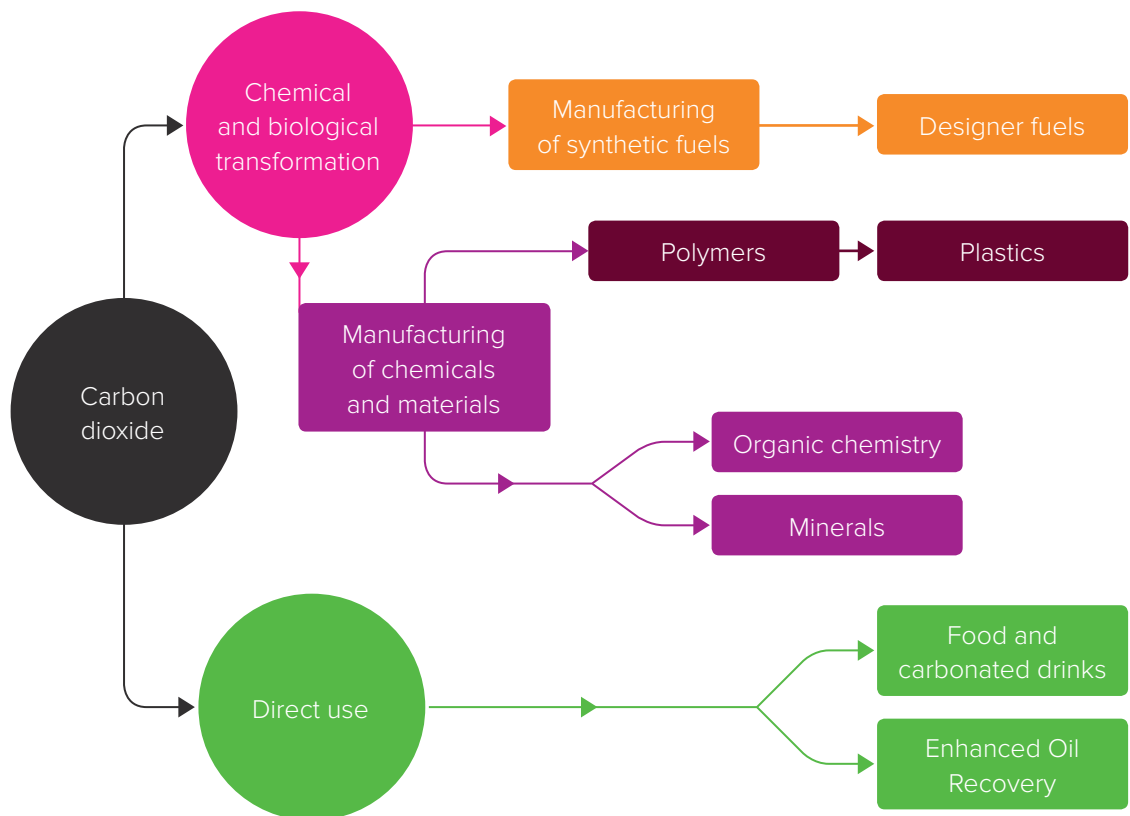 Chemical
and biological
transformation
Manufacturing
of synthetic fuels
Designer fuels
Polymers
Plastics
Manufacturing
of chemicals
and materials
Carbon
dioxide
Organic chemistry
Minerals
Direct use
Food and
carbonated drinks
Enhanced Oil
Recovery